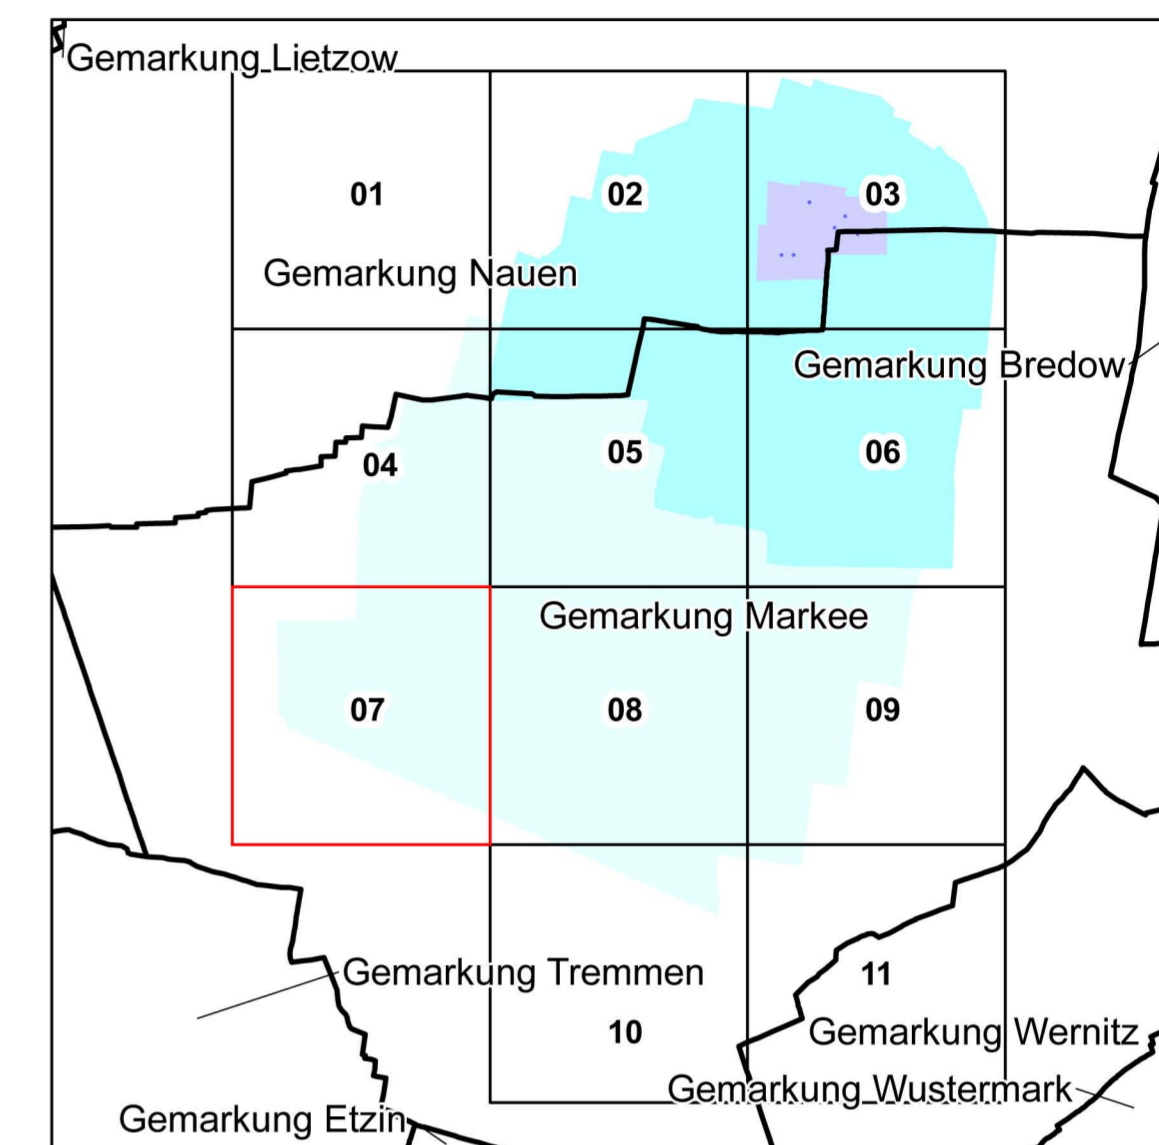 Gemarkung Lietzow
01
02
03
Gemarkung Nauen
Gemarkung Bredow
04
05
06
Gemarkung Markee
07
08
09
Gemarkung Tremmen
11
10
Gemarkung Wernitz
Gemarkung Wustermark
Gemarkung Etzin